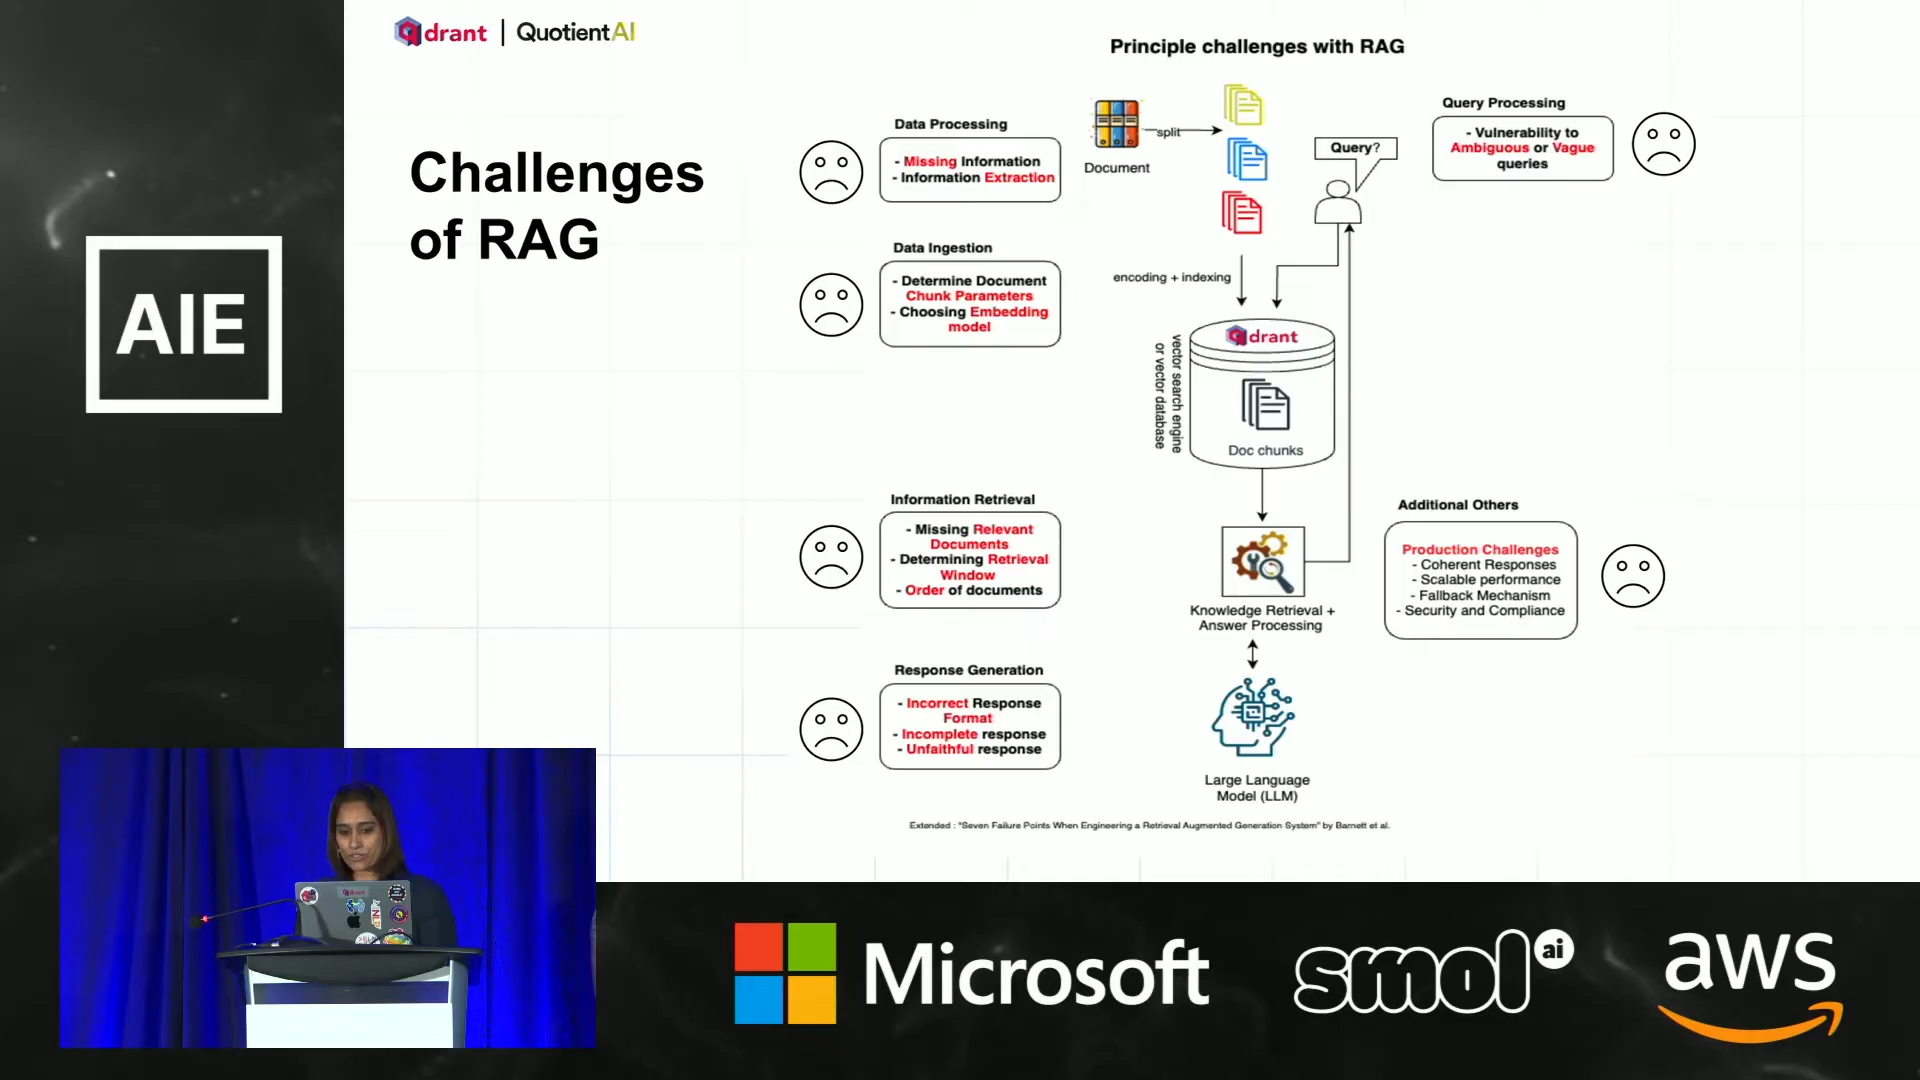 qdrant | QuotientAI
Challenges
of RAG
Principle challenges with RAG
Data Processing
- Missing Information
- Information Extraction
Document
split
Query?
Query Processing
- Vulnerability to
Ambiguous or Vague
queries
Data Ingestion
- Determine Document
Chunk Parameters
- Choosing Embedding
model
encoding + indexing
qdrant
vector search engine
or vector database
Doc chunks
Information Retrieval
- Missing Relevant
Documents
- Determining Retrieval
Window
- Order of documents
Knowledge Retrieval +
Answer Processing
Additional Others
Production Challenges
- Coherent Responses
- Scalable performance
- Fallback Mechanism
- Security and Compliance
Response Generation
- Incorrect Response
Format
- Incomplete response
- Unfaithful response
Large Language
Model (LLM)
Extended : "Seven Failure Points When Engineering a Retrieval Augmented Generation System" by Barnett et al.
AIE
qdrant
Microsoft
smol ai
aws